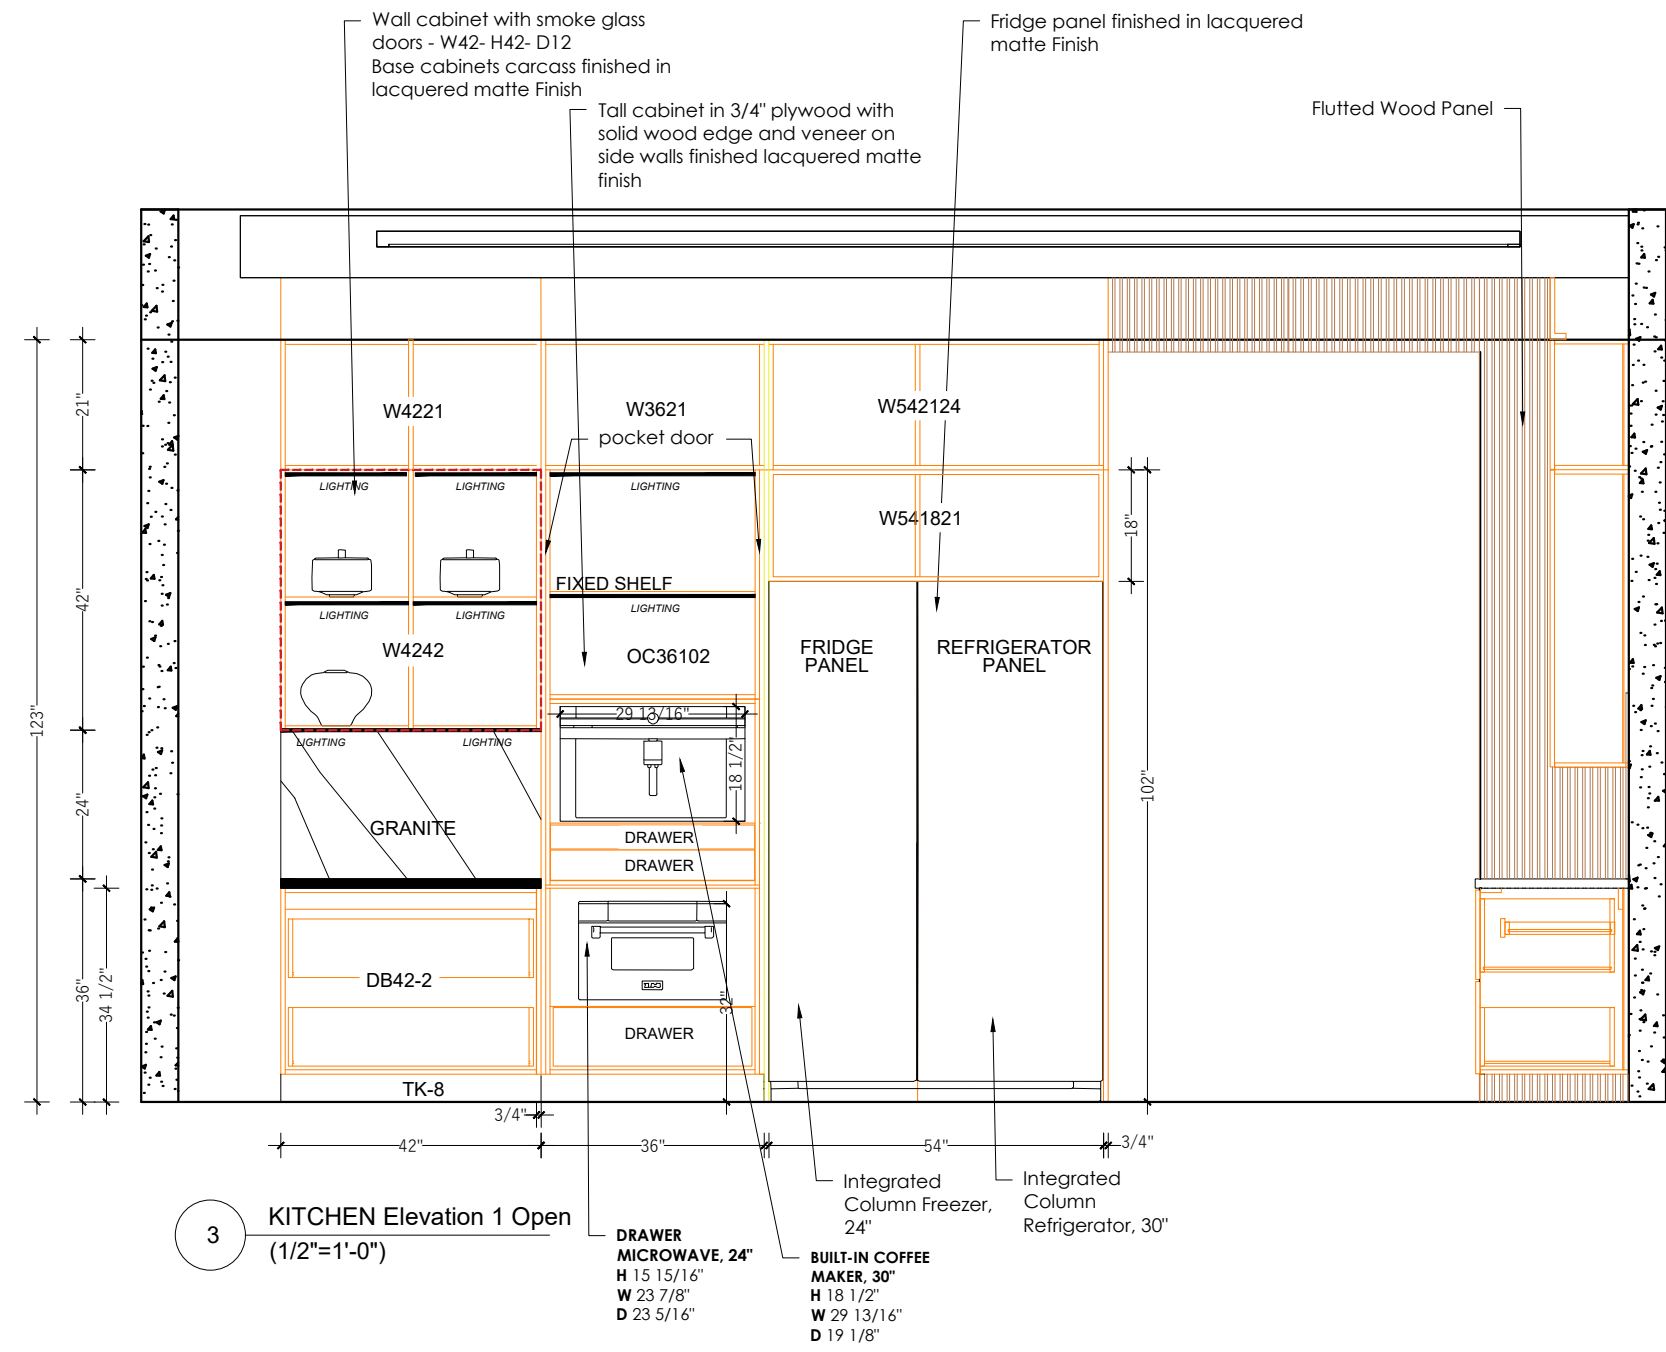 Wall cabinet with smoke glass
doors - W42- H42- D12
Base cabinets carcass finished in
lacquered matte Finish
Fridge panel finished in lacquered
matte Finish
Tall cabinet in 3/4" plywood with
solid wood edge and veneer on
side walls finished lacquered matte
finish
Flutted Wood Panel
W4221
W3621
W542124
pocket door
21"
LIGHTING
LIGHTING
LIGHTING
W541821
18"
FIXED SHELF
42"
LIGHTING
LIGHTING
LIGHTING
W4242
OC36102
FRIDGE
PANEL
REFRIGERATOR
PANEL
123"
29 13/16"
LIGHTING
LIGHTING
18 1/2"
102"
24"
GRANITE
DRAWER
DRAWER
DB42-2
36"
34 1/2"
32"
DRAWER
TK-8
3/4"
42"
36"
54"
3/4"
Integrated
Column Freezer,
24"
Integrated
Column
Refrigerator, 30"
3
KITCHEN Elevation 1 Open
(1/2"=1'-0")
DRAWER
MICROWAVE, 24"
H 15 15/16"
W 23 7/8"
D 23 5/16"
BUILT-IN COFFEE
MAKER, 30"
H 18 1/2"
W 29 13/16"
D 19 1/8"